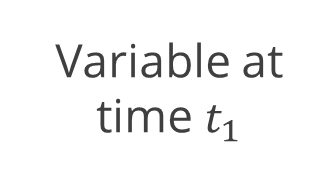 Variable at
time t₁